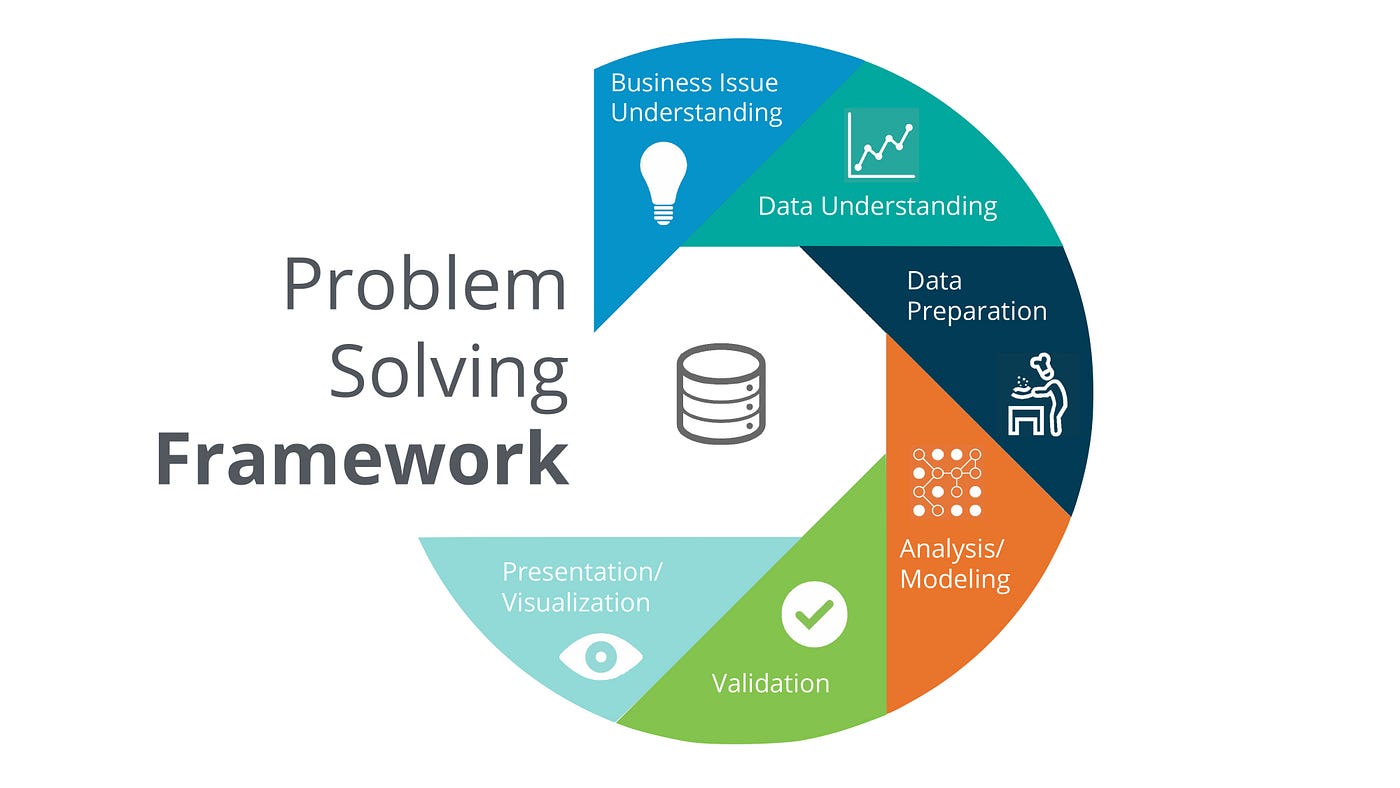 Problem
Solving
Framework
Business Issue
Understanding
Data Understanding
Data
Preparation
Analysis/
Modeling
Validation
Presentation/
Visualization